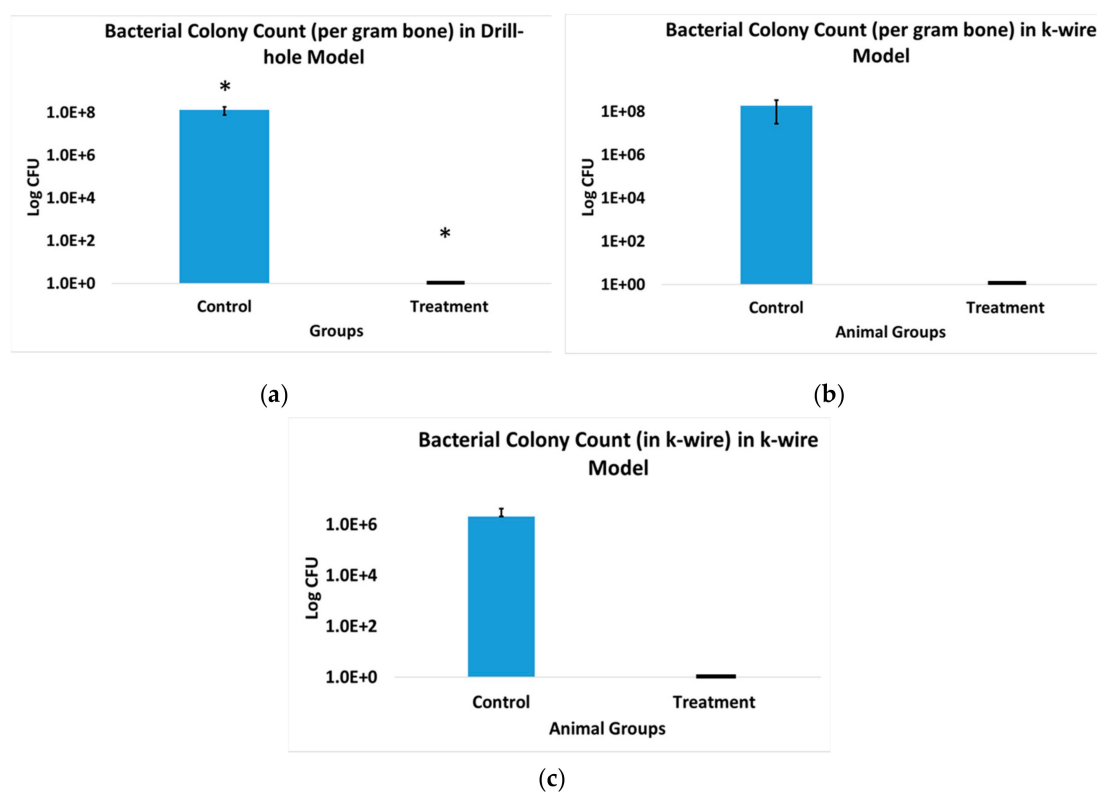 Bacterial Colony Count (per gram bone) in Drill-
hole Model
*
1.0E+8
1.0E+6
1.0E+4
1.0E+2
1.0E+0
Log CFU
*
Control
Treatment
Groups
(a)
Bacterial Colony Count (per gram bone) in k-wire
Model
1E+08
1E+06
1E+04
1E+02
1E+00
Log CFU
Control
Treatment
Animal Groups
(b)
Bacterial Colony Count (in k-wire) in k-wire
Model
1.0E+6
1.0E+4
1.0E+2
1.0E+0
Log CFU
Control
Treatment
Animal Groups
(c)